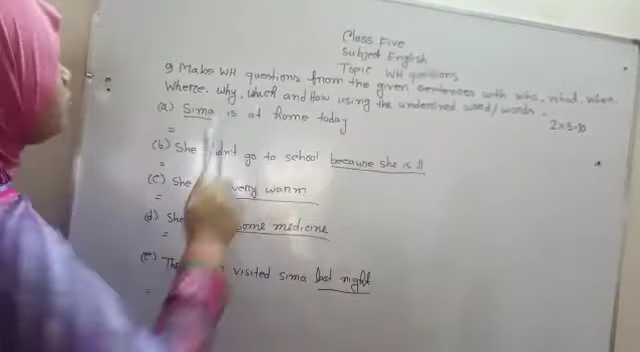 Class Five
Subject English
Topic WH questions
9 Make WH questions from the given sentences with who, what, when
Where, why, which and How using the underlined word/words.
2×5=10
(a) Sima is at home today
=
(b) She didn't go to school because she is ill
=
(c) She very warm
=
(d) She some medicine
=
(e) visited sima last night
=